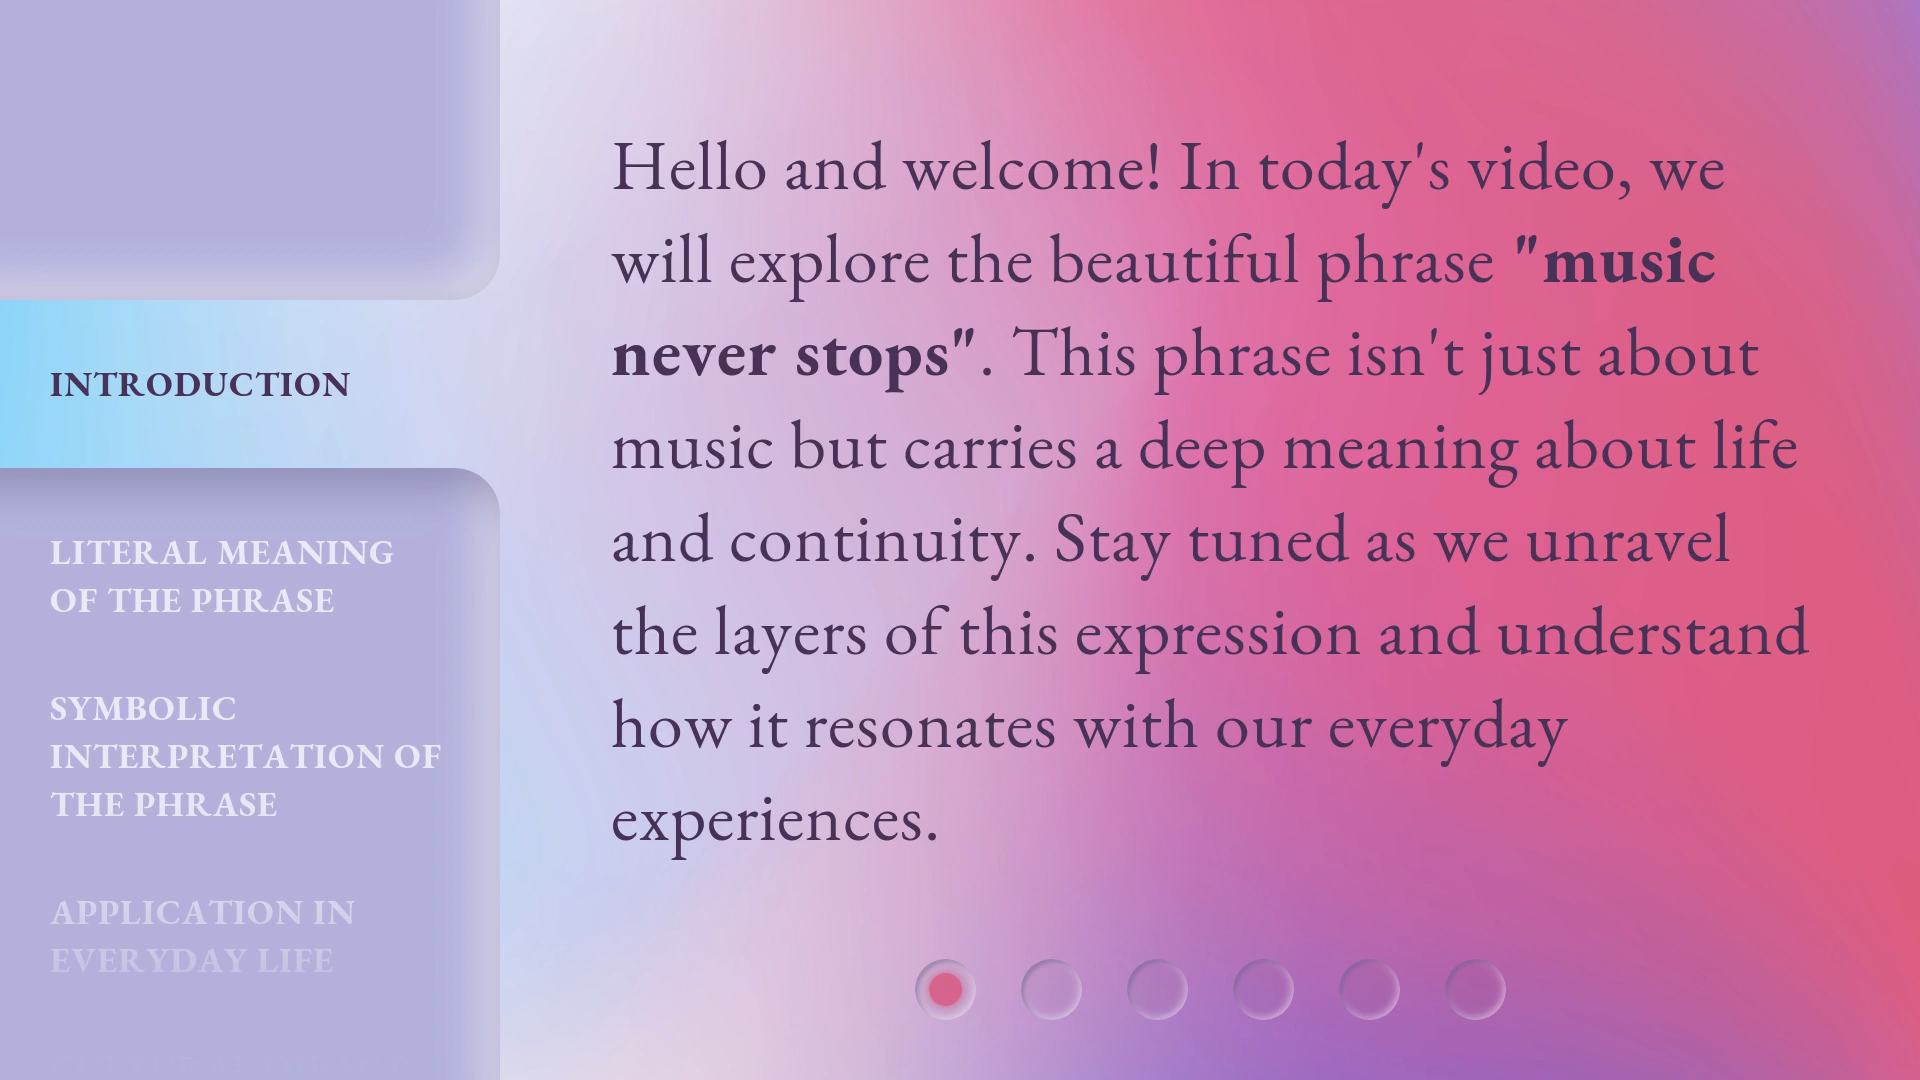 INTRODUCTION
LITERAL MEANING
OF THE PHRASE
SYMBOLIC
INTERPRETATION OF
THE PHRASE
APPLICATION IN
EVERYDAY LIFE
Hello and welcome! In today's video, we
will explore the beautiful phrase "music
never stops". This phrase isn't just about
music but carries a deep meaning about life
and continuity. Stay tuned as we unravel
the layers of this expression and understand
how it resonates with our everyday
experiences.